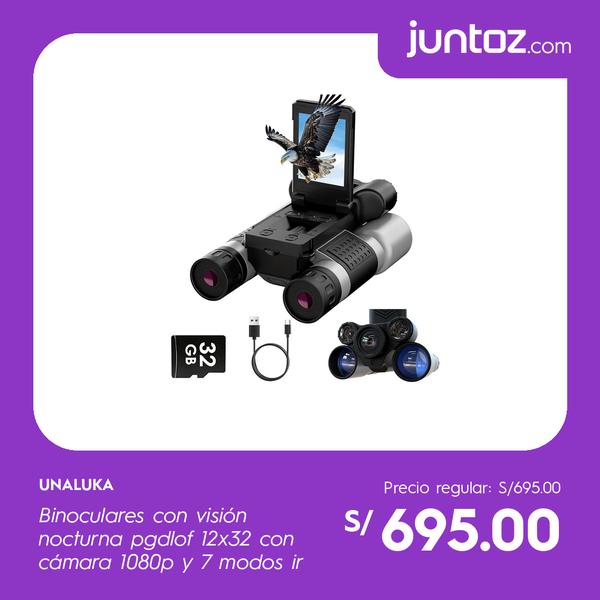 juntoz.com
32
GB
UNALUKA
Binoculares con visión
nocturna pgdlof 12x32 con
cámara 1080p y 7 modos ir
Precio regular: S/695.00
S/ 695.00